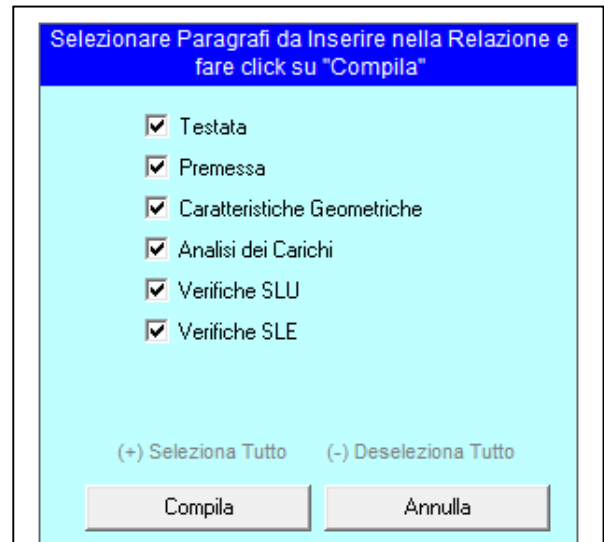 Selezionare Paragrafi da Inserire nella Relazione e
fare click su "Compila"
Testata
Premessa
Caratteristiche Geometriche
Analisi dei Carichi
Verifiche SLU
Verifiche SLE
(+) Seleziona Tutto (-) Deseleziona Tutto
Compila Annulla